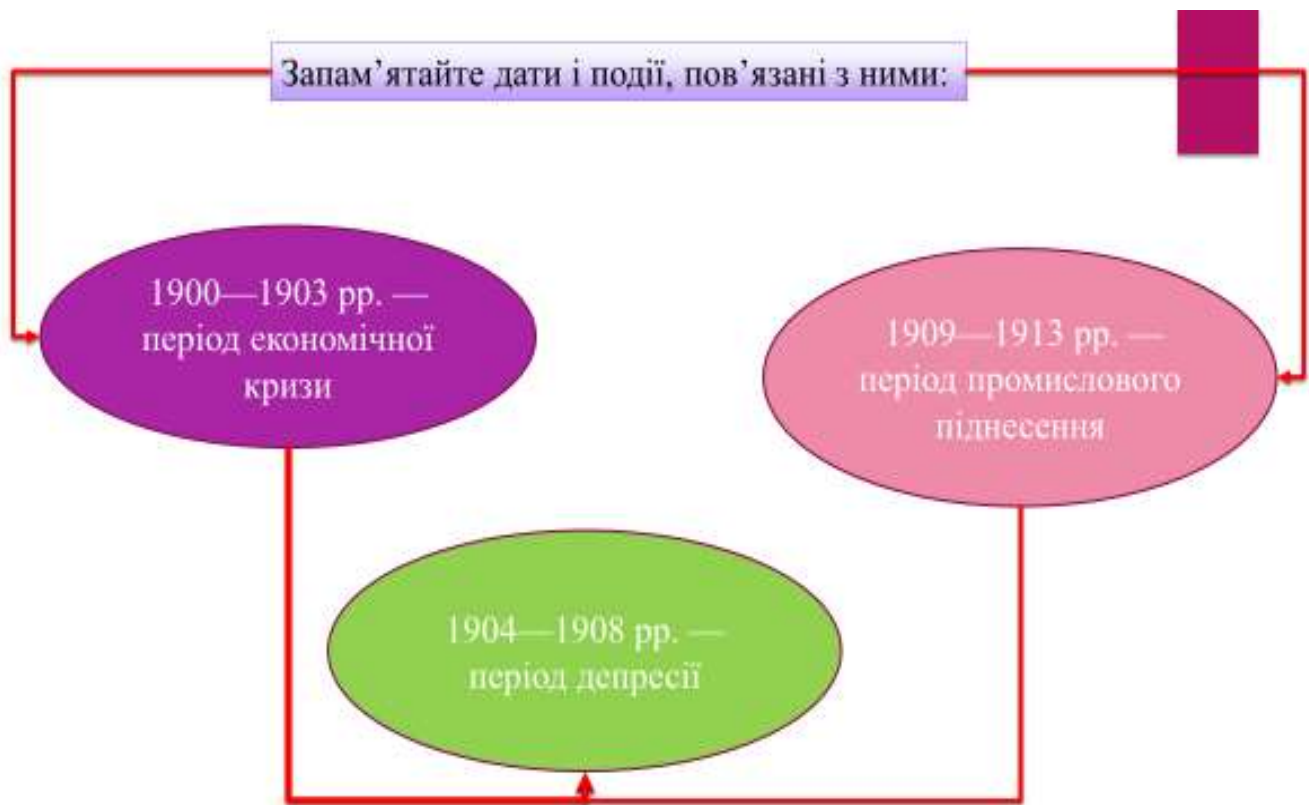 Запам’ятайте дати і події, пов’язані з ними:
1900—1903 рр. —
період економічної
кризи
1909—1913 рр. —
період промислового
піднесення
1904—1908 рр. —
період депресії